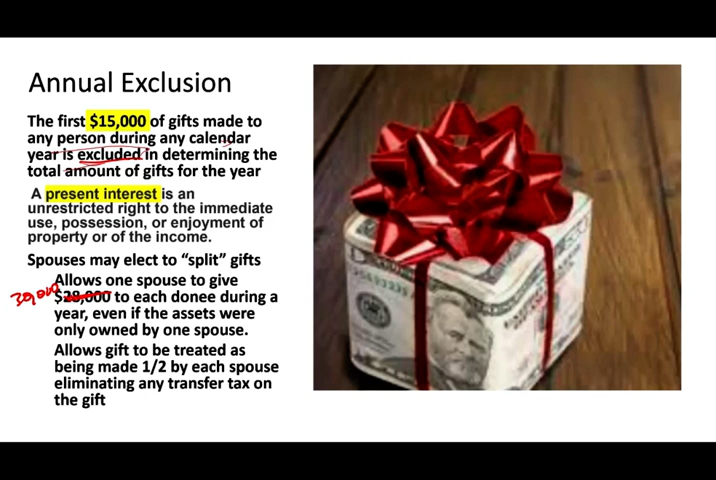 Annual Exclusion
The first $15,000 of gifts made to
any person during any calendar
year is excluded in determining the
total amount of gifts for the year
A present interest is an
unrestricted right to the immediate
use, possession, or enjoyment of
property or of the income.
Spouses may elect to “split” gifts
Allows one spouse to give
30,000 $28,000 to each donee during a
year, even if the assets were
only owned by one spouse.
Allows gift to be treated as
being made 1/2 by each spouse
eliminating any transfer tax on
the gift